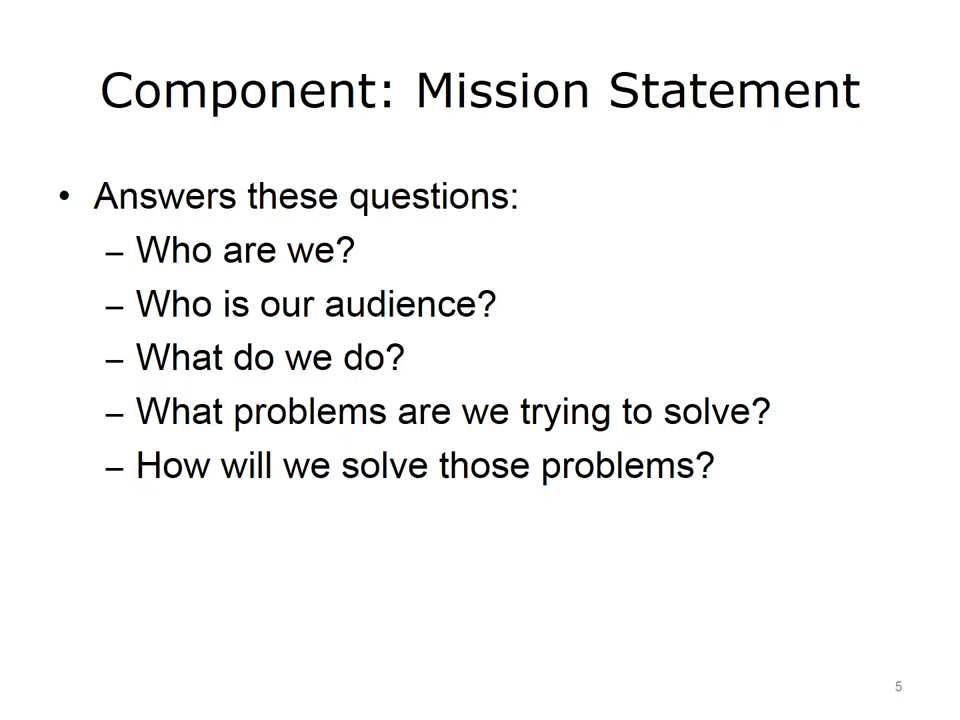 Component: Mission Statement
• Answers these questions:
– Who are we?
– Who is our audience?
– What do we do?
– What problems are we trying to solve?
– How will we solve those problems?
5